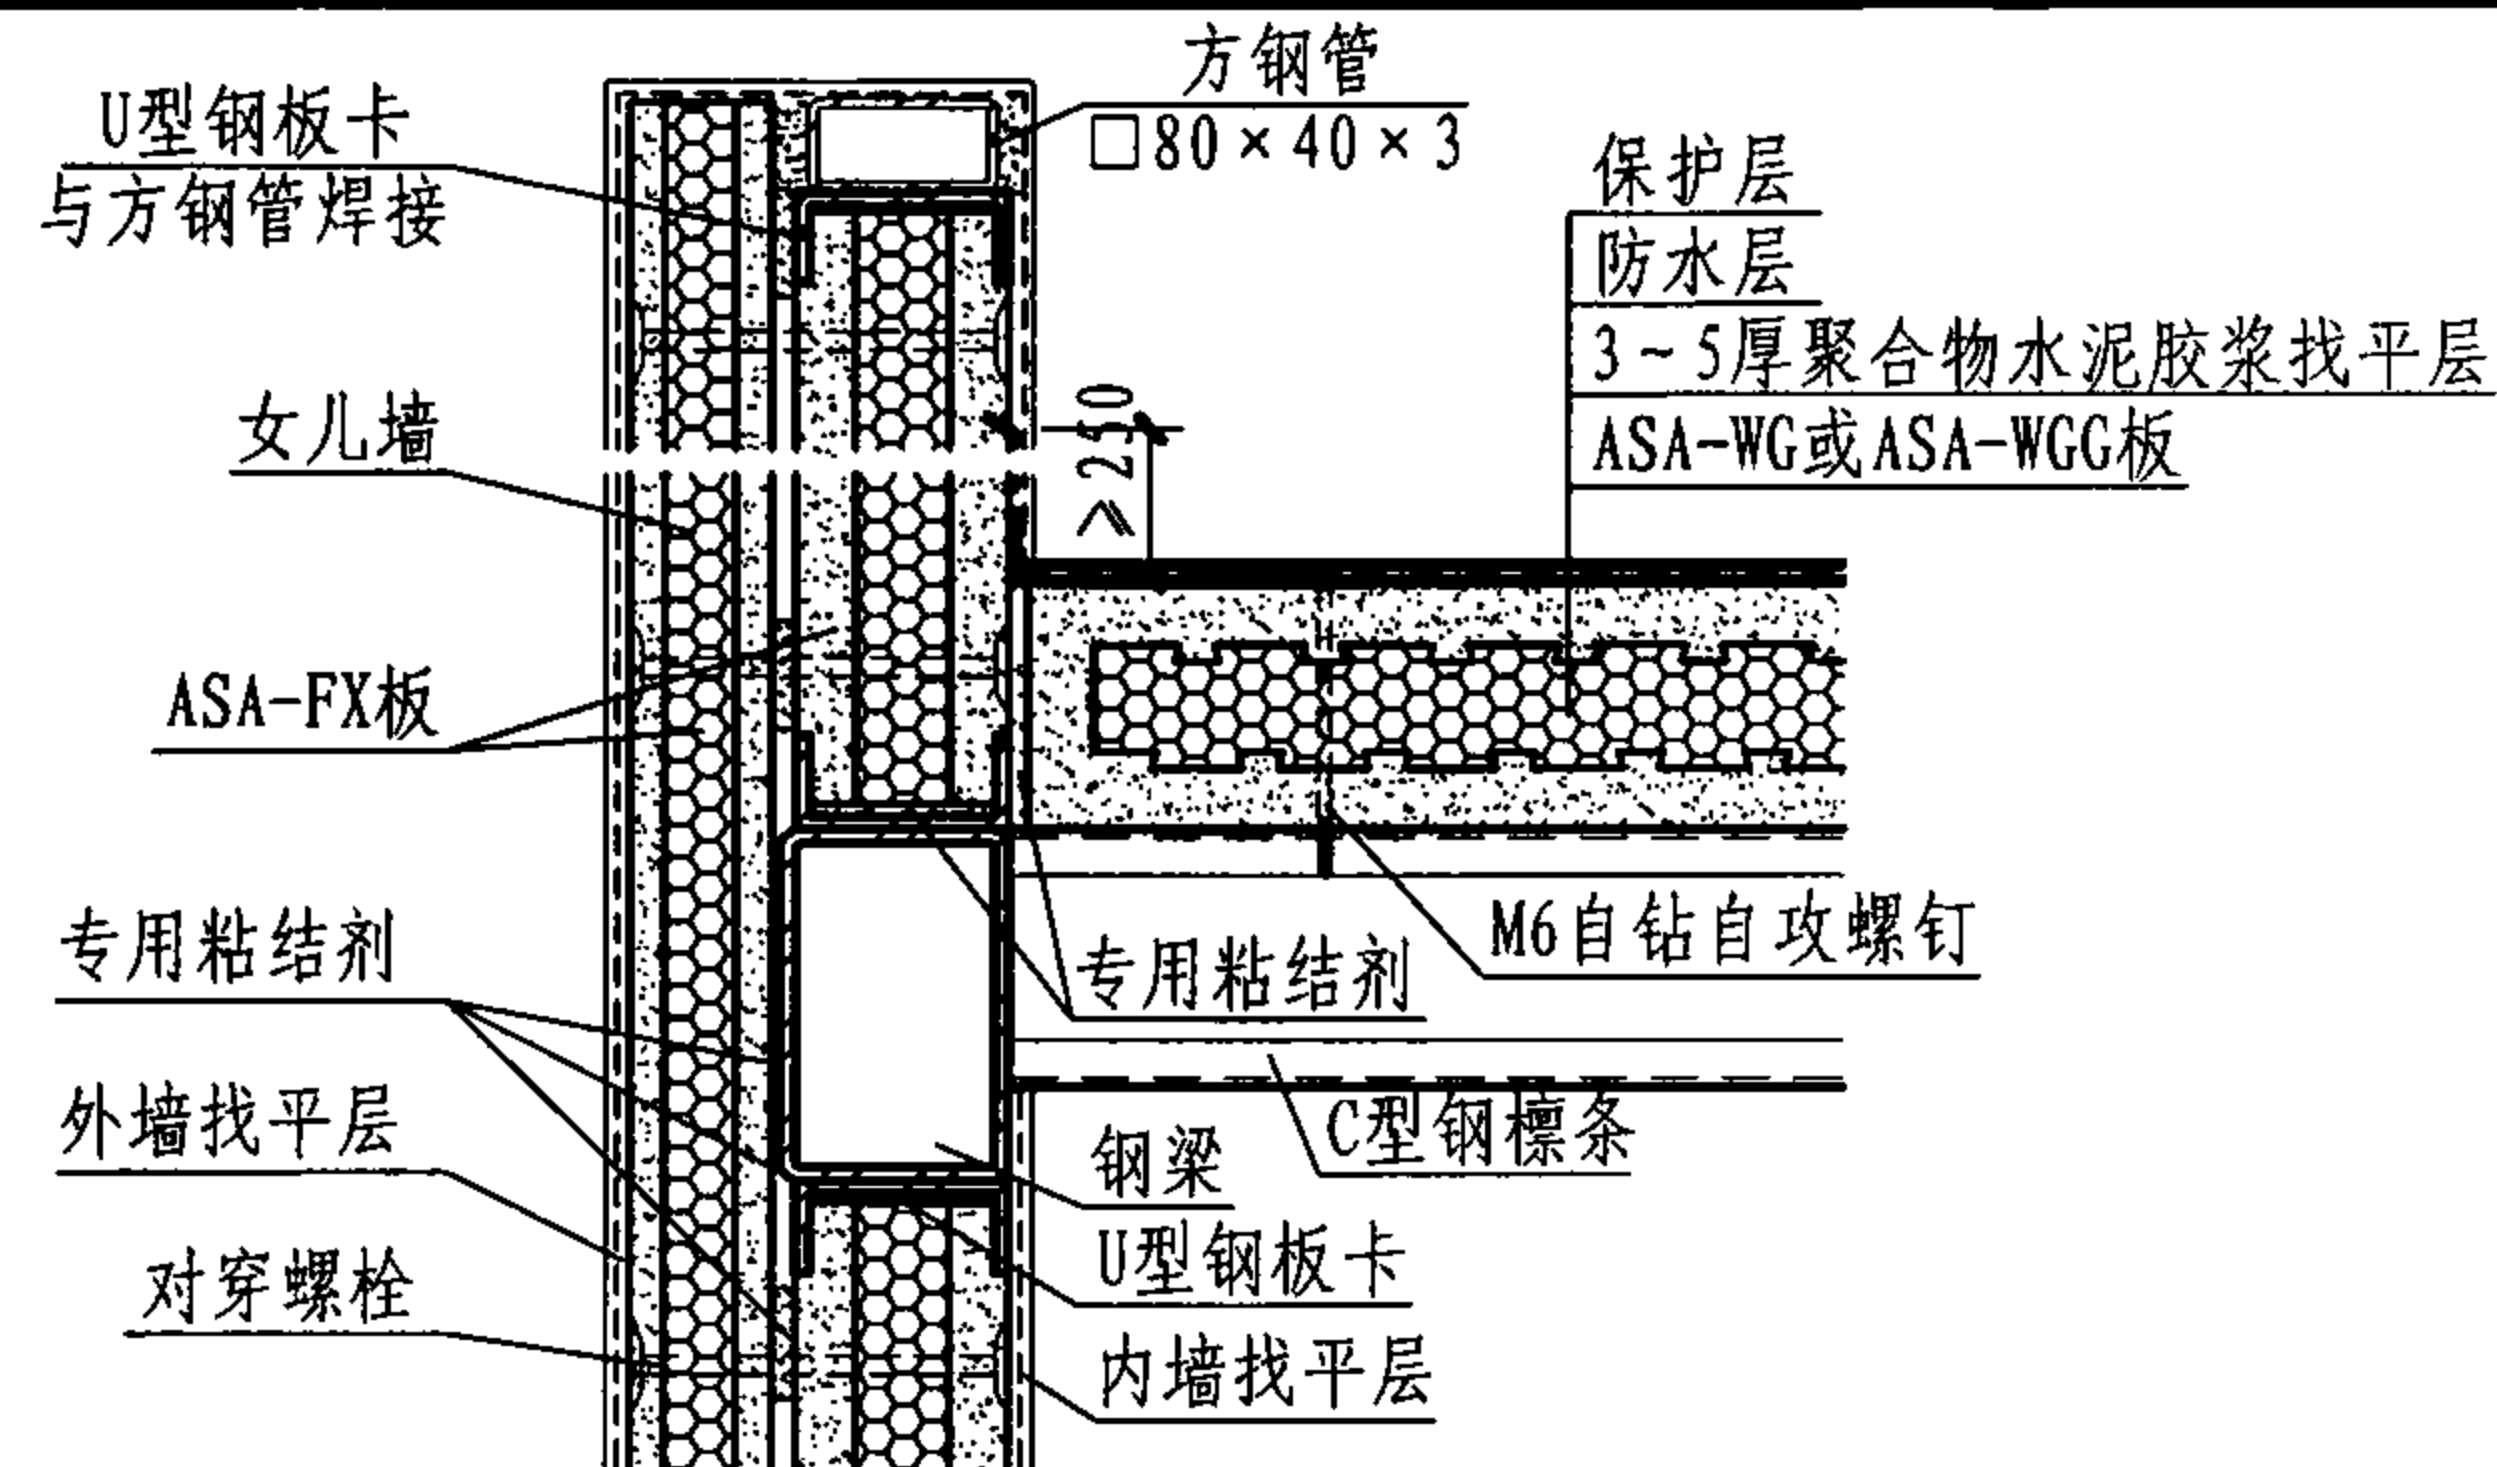 方钢管
□80×40×3
U型钢板卡
与方钢管焊接
保护层
防水层
3~5厚聚合物水泥胶浆找平层
ASA-WG或ASA-WGG板
≥250
女儿墙
ASA-FX板
专用粘结剂
外墙找平层
对穿螺栓
M6自钻自攻螺钉
专用粘结剂
C型钢檩条
钢梁
U型钢板卡
内墙找平层